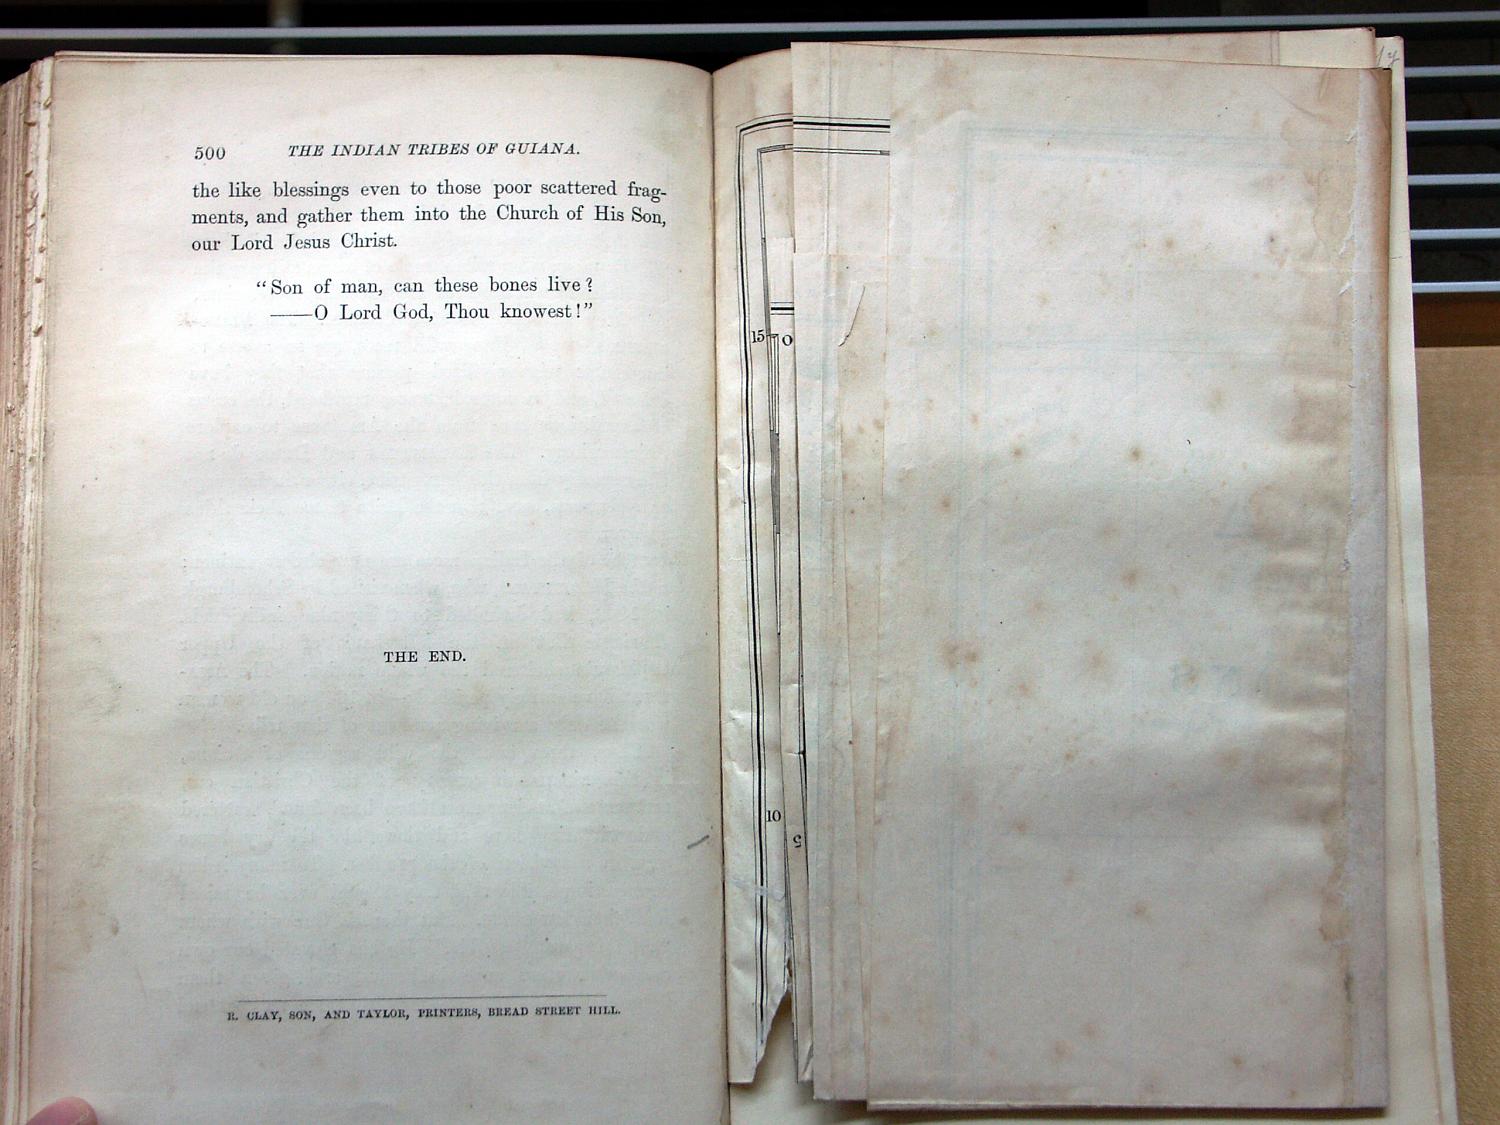 500 THE INDIAN TRIBES OF GUIANA.
the like blessings even to those poor scattered frag-
ments, and gather them into the Church of His Son,
our Lord Jesus Christ.
"Son of man, can these bones live?
——O Lord God, Thou knowest!"
THE END.
R. CLAY, SON, AND TAYLOR, PRINTERS, BREAD STREET HILL.
15
0
10
5